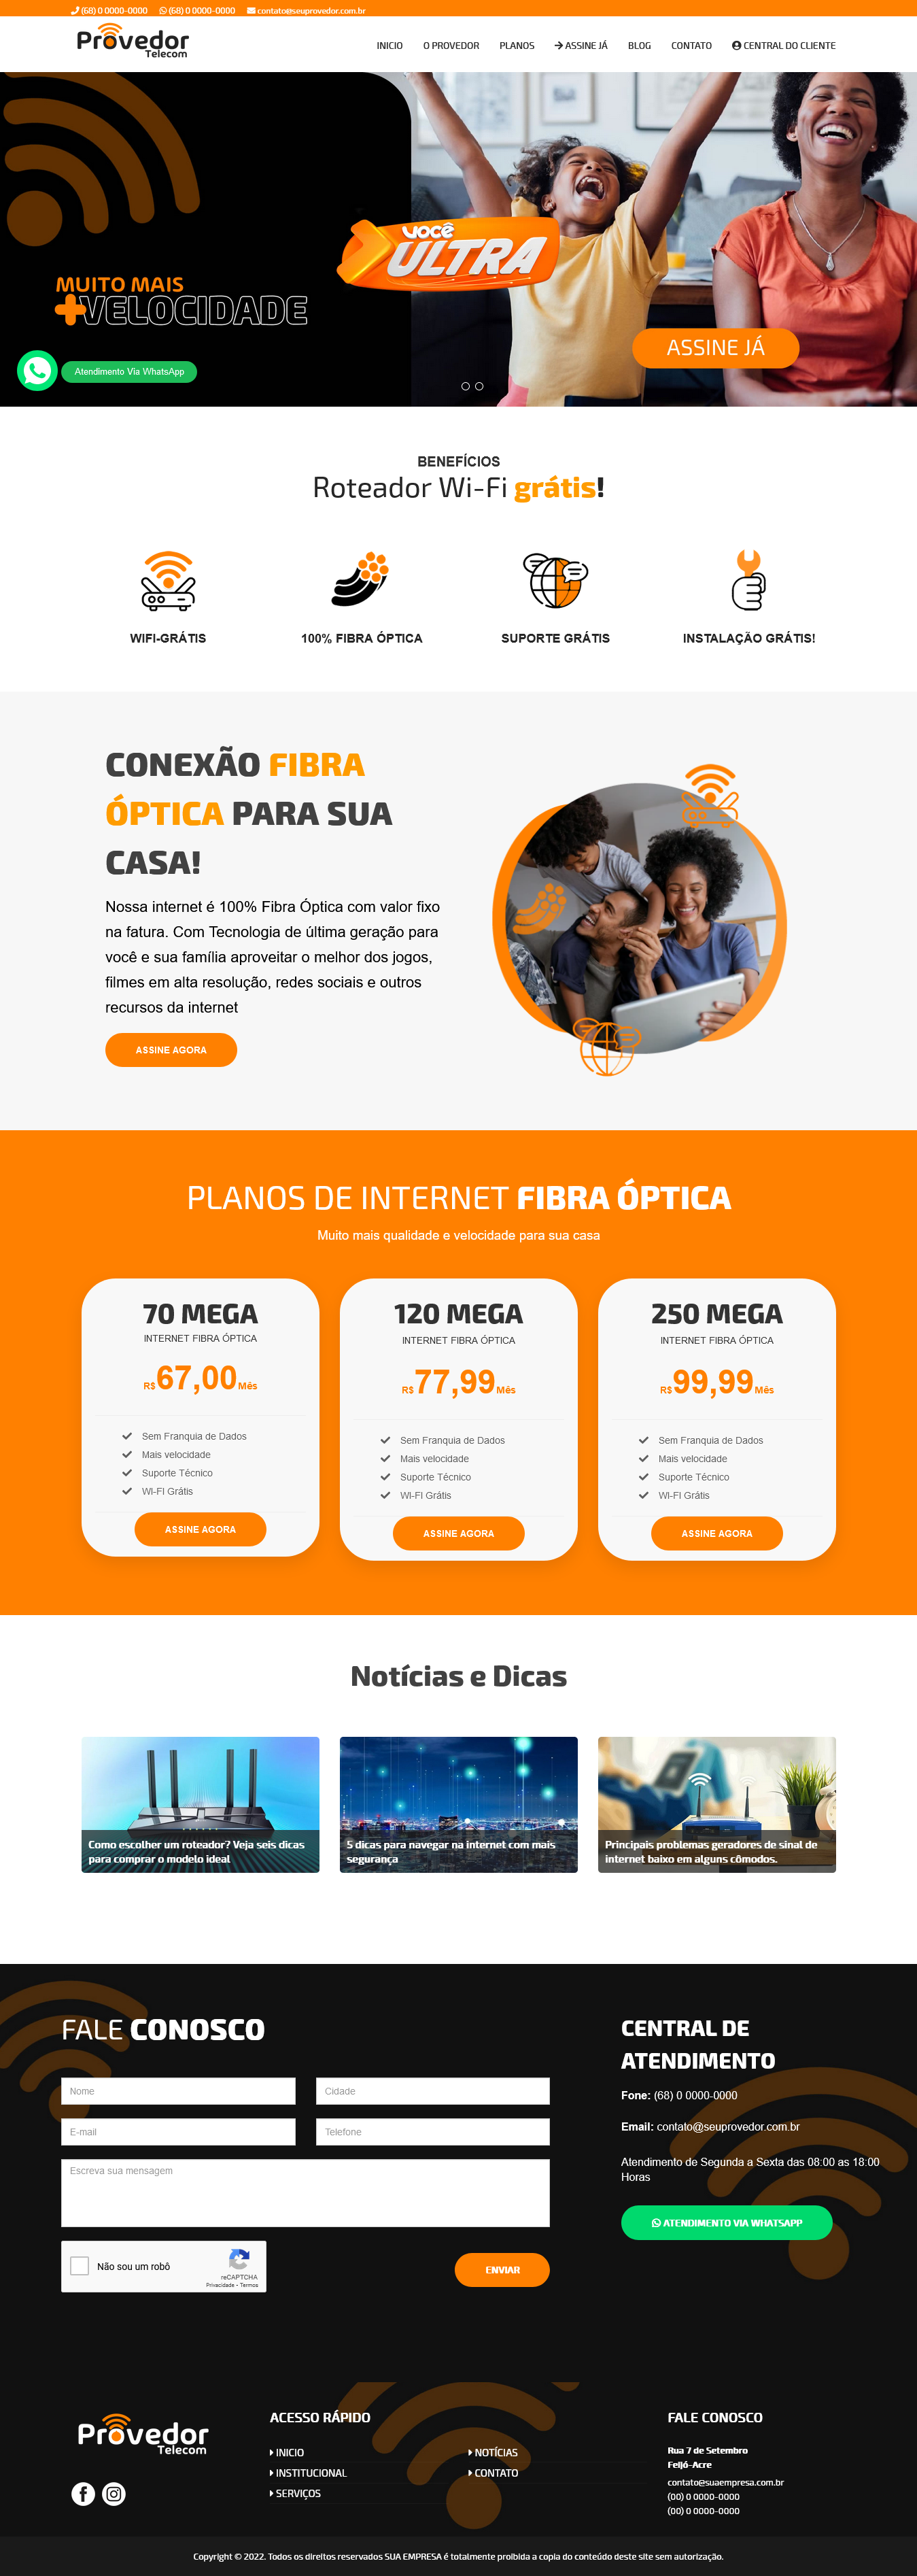 (68) 0 0000-0000 (68) 0 0000-0000 contato@seuprovedor.com.br
Provedor
Telecom
INICIO O PROVEDOR PLANOS ASSINE JÁ BLOG CONTATO CENTRAL DO CLIENTE
VOCÊ
ULTRA
MUITO MAIS
+VELOCIDADE
ASSINE JÁ
Atendimento Via WhatsApp
BENEFÍCIOS
Roteador Wi-Fi grátis!
WIFI-GRÁTIS
100% FIBRA ÓPTICA
SUPORTE GRÁTIS
INSTALAÇÃO GRÁTIS!
CONEXÃO FIBRA
ÓPTICA PARA SUA
CASA!
Nossa internet é 100% Fibra Óptica com valor fixo
na fatura. Com Tecnologia de última geração para
você e sua família aproveitar o melhor dos jogos,
filmes em alta resolução, redes sociais e outros
recursos da internet
ASSINE AGORA
PLANOS DE INTERNET FIBRA ÓPTICA
Muito mais qualidade e velocidade para sua casa
70 MEGA
INTERNET FIBRA ÓPTICA
R$67,00Mês
Sem Franquia de Dados
Mais velocidade
Suporte Técnico
WI-FI Grátis
ASSINE AGORA
120 MEGA
INTERNET FIBRA ÓPTICA
R$77,99Mês
Sem Franquia de Dados
Mais velocidade
Suporte Técnico
WI-FI Grátis
ASSINE AGORA
250 MEGA
INTERNET FIBRA ÓPTICA
R$99,99Mês
Sem Franquia de Dados
Mais velocidade
Suporte Técnico
WI-FI Grátis
ASSINE AGORA
Notícias e Dicas
Como escolher um roteador? Veja seis dicas
para comprar o modelo ideal
5 dicas para navegar na internet com mais
segurança
Principais problemas geradores de sinal de
internet baixo em alguns cômodos.
FALE CONOSCO
Nome
Cidade
E-mail
Telefone
Escreva sua mensagem
Não sou um robô
reCAPTCHA
Privacidade - Termos
ENVIAR
CENTRAL DE
ATENDIMENTO
Fone: (68) 0 0000-0000
Email: contato@seuprovedor.com.br
Atendimento de Segunda a Sexta das 08:00 as 18:00
Horas
ATENDIMENTO VIA WHATSAPP
Provedor
Telecom
ACESSO RÁPIDO
INICIO
INSTITUCIONAL
SERVIÇOS
NOTÍCIAS
CONTATO
FALE CONOSCO
Rua 7 de Setembro
Feijó-Acre
contato@suaempresa.com.br
(00) 0 0000-0000
(00) 0 0000-0000
Copyright © 2022. Todos os direitos reservados SUA EMPRESA é totalmente proibida a copia do conteúdo deste site sem autorização.